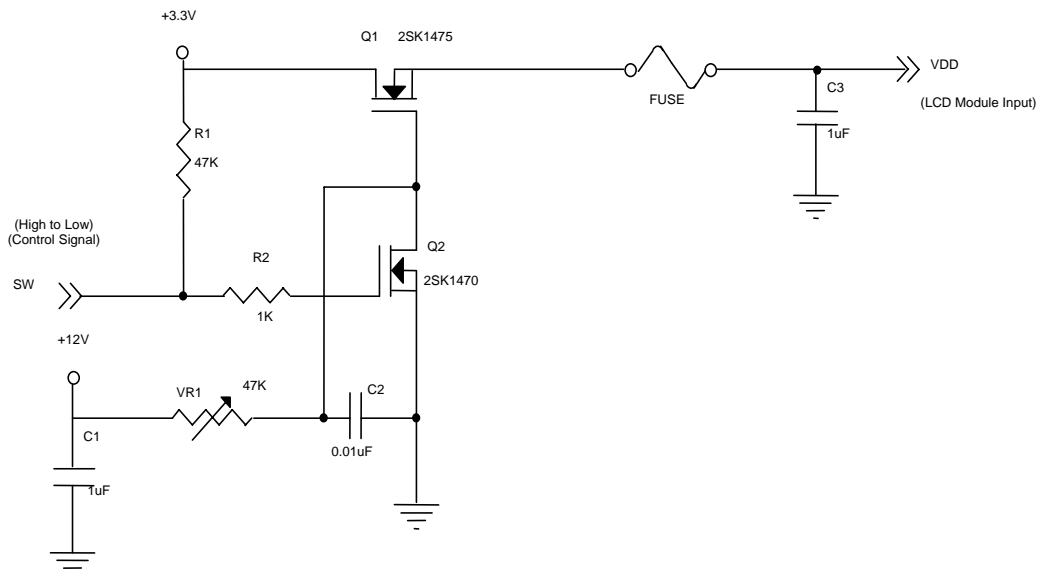 +3.3V
Q1
2SK1475
FUSE
VDD
C3
(LCD Module Input)
1uF
R1
47K
(High to Low)
(Control Signal)
SW
R2
1K
Q2
2SK1470
+12V
VR1
47K
C2
0.01uF
C1
1uF